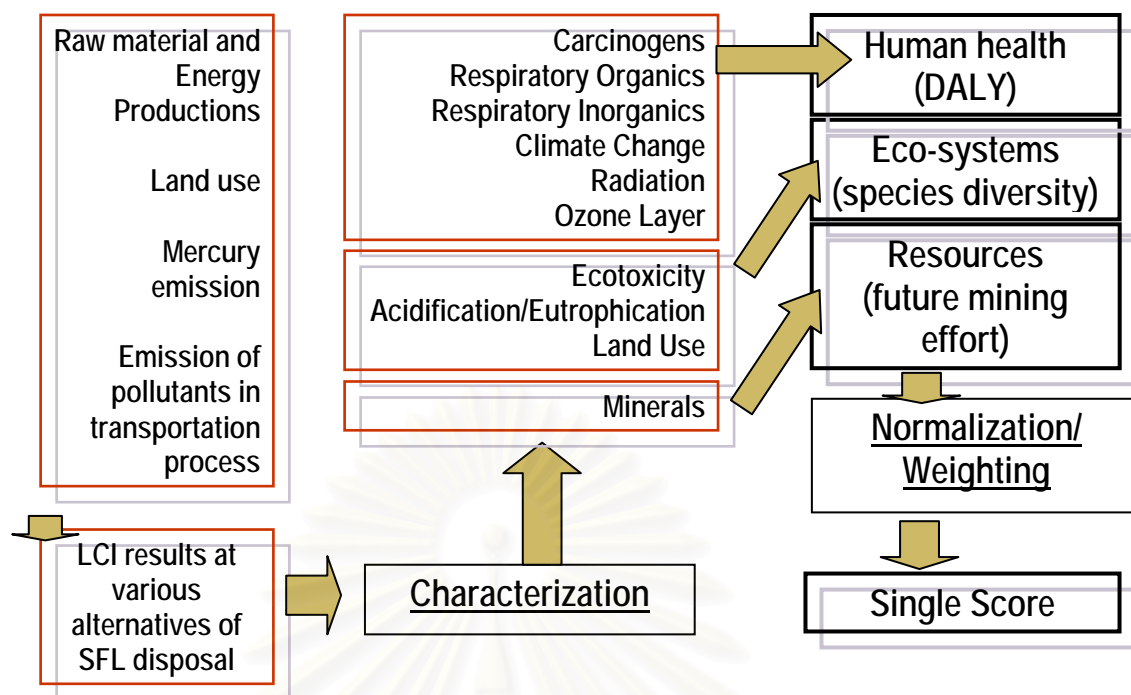 Raw material and
Energy
Productions
Land use
Mercury
emission
Emission of
pollutants in
transportation
process
LCI results at
various
alternatives of
SFL disposal
Characterization
Carcinogens
Respiratory Organics
Respiratory Inorganics
Climate Change
Radiation
Ozone Layer
Ecotoxicity
Acidification/Eutrophication
Land Use
Minerals
Human health
(DALY)
Eco-systems
(species diversity)
Resources
(future mining
effort)
Normalization/
Weighting
Single Score